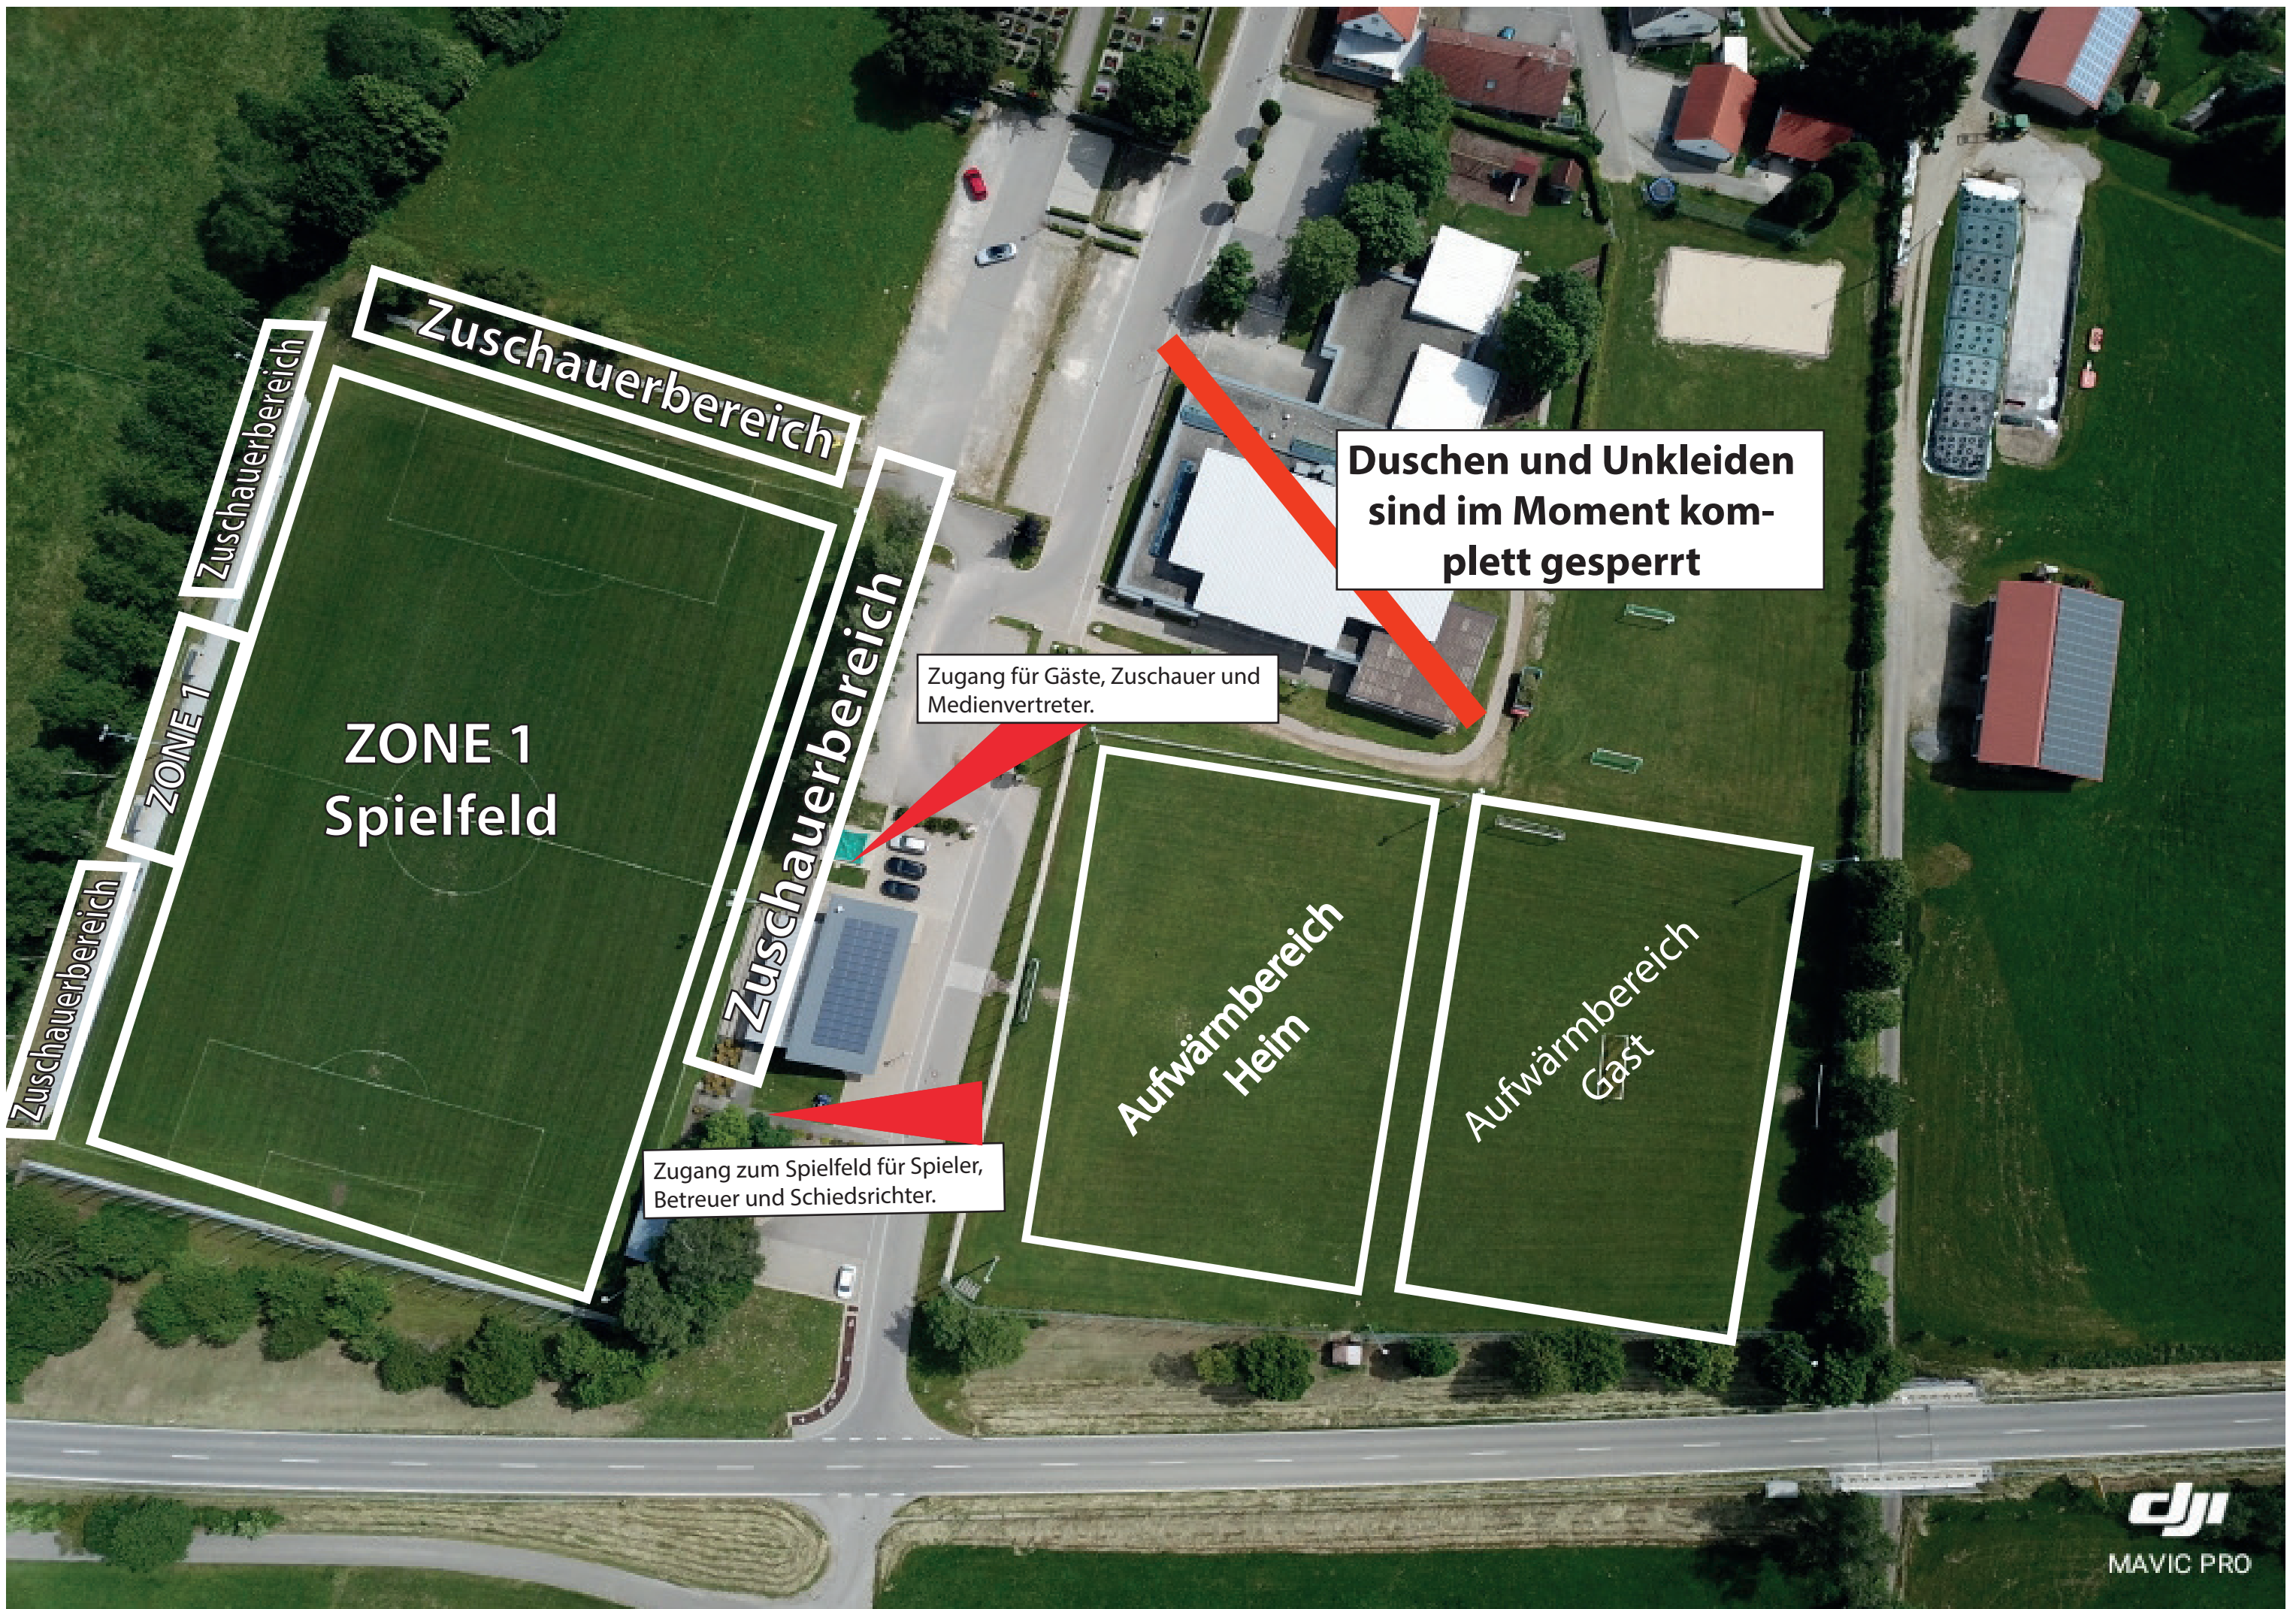 Zuschauerbereich
Zuschauerbereich
Duschen und Unkleiden
sind im Moment kom-
plett gesperrt
Zuschauerbereich
ZONE 1
ZONE 1
Spielfeld
Zugang für Gäste, Zuschauer und
Medienvertreter.
Zuschauerbereich
Aufwärmbereich
Heim
Aufwärmbereich
Gast
Zugang zum Spielfeld für Spieler,
Betreuer und Schiedsrichter.
dji
MAVIC PRO